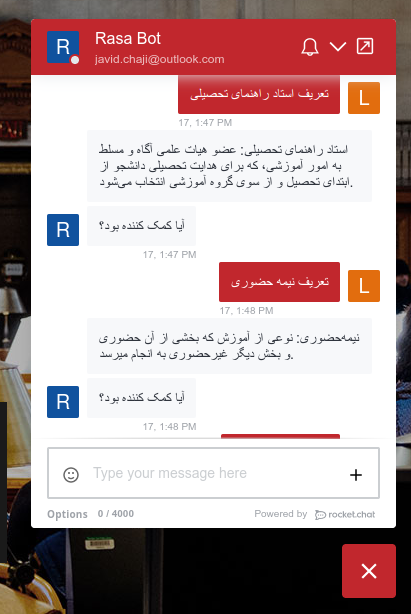 R
Rasa Bot
javid.chaji@outlook.com
تعریف استاد راهنمای تحصیلی
L
17, 1:47 PM
استاد راهنمای تحصیلی: عضو هیات علمی آگاه و مسلط
به امور آموزشی، که برای هدایت تحصیلی دانشجو از
ابتدای تحصیل و از سوی گروه آموزشی انتخاب می‌شود.
R
آیا کمک کننده بود؟
17, 1:47 PM
تعریف نیمه حضوری
L
17, 1:48 PM
نیمه‌حضوری: نوعی از آموزش که بخشی از آن حضوری
و بخش دیگر غیرحضوری به انجام میرسد.
R
آیا کمک کننده بود؟
17, 1:48 PM
Type your message here
Options 0 / 4000
Powered by rocket.chat